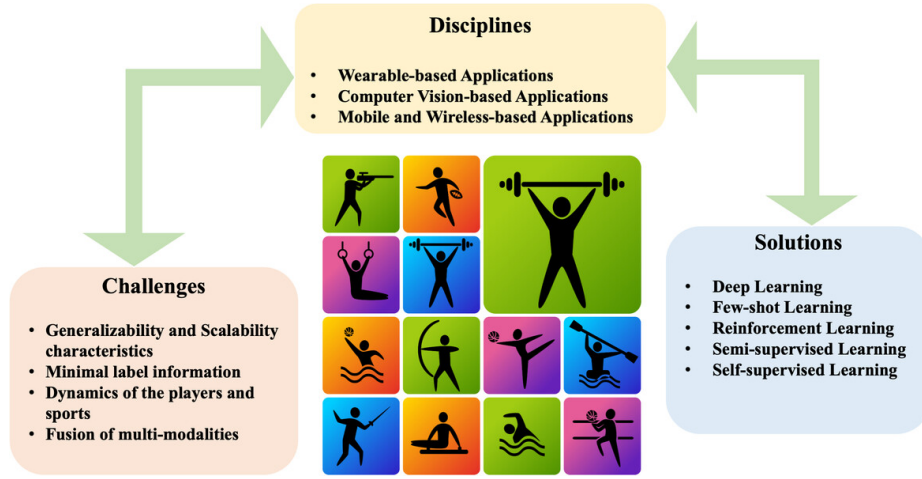 Disciplines
• Wearable-based Applications
• Computer Vision-based Applications
• Mobile and Wireless-based Applications
Challenges
• Generalizability and Scalability
characteristics
• Minimal label information
• Dynamics of the players and
sports
• Fusion of multi-modalities
Solutions
• Deep Learning
• Few-shot Learning
• Reinforcement Learning
• Semi-supervised Learning
• Self-supervised Learning